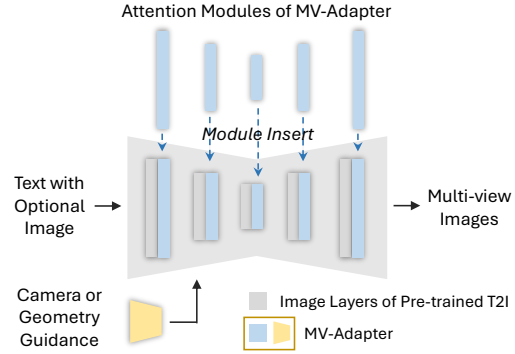 Attention Modules of MV-Adapter
Module Insert
Text with
Optional
Image
Multi-view
Images
Camera or
Geometry
Guidance
Image Layers of Pre-trained T2I
MV-Adapter